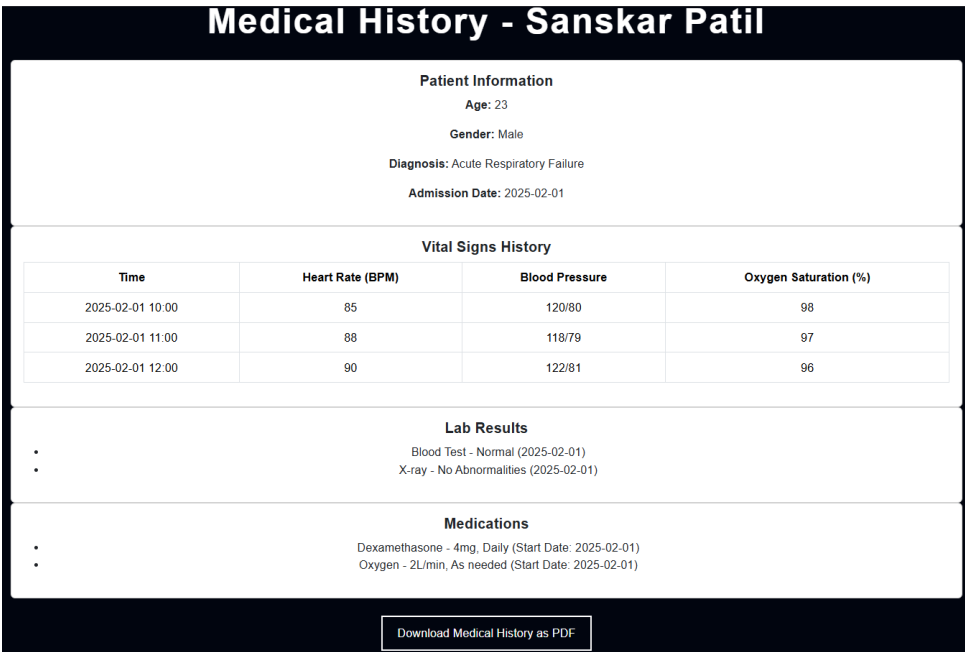 Medical History - Sanskar Patil
Patient Information
Age: 23
Gender: Male
Diagnosis: Acute Respiratory Failure
Admission Date: 2025-02-01
Vital Signs History
Time Heart Rate (BPM) Blood Pressure Oxygen Saturation (%)
2025-02-01 10:00 85 120/80 98
2025-02-01 11:00 88 118/79 97
2025-02-01 12:00 90 122/81 96
Lab Results
• Blood Test - Normal (2025-02-01)
• X-ray - No Abnormalities (2025-02-01)
Medications
• Dexamethasone - 4mg, Daily (Start Date: 2025-02-01)
• Oxygen - 2L/min, As needed (Start Date: 2025-02-01)
Download Medical History as PDF